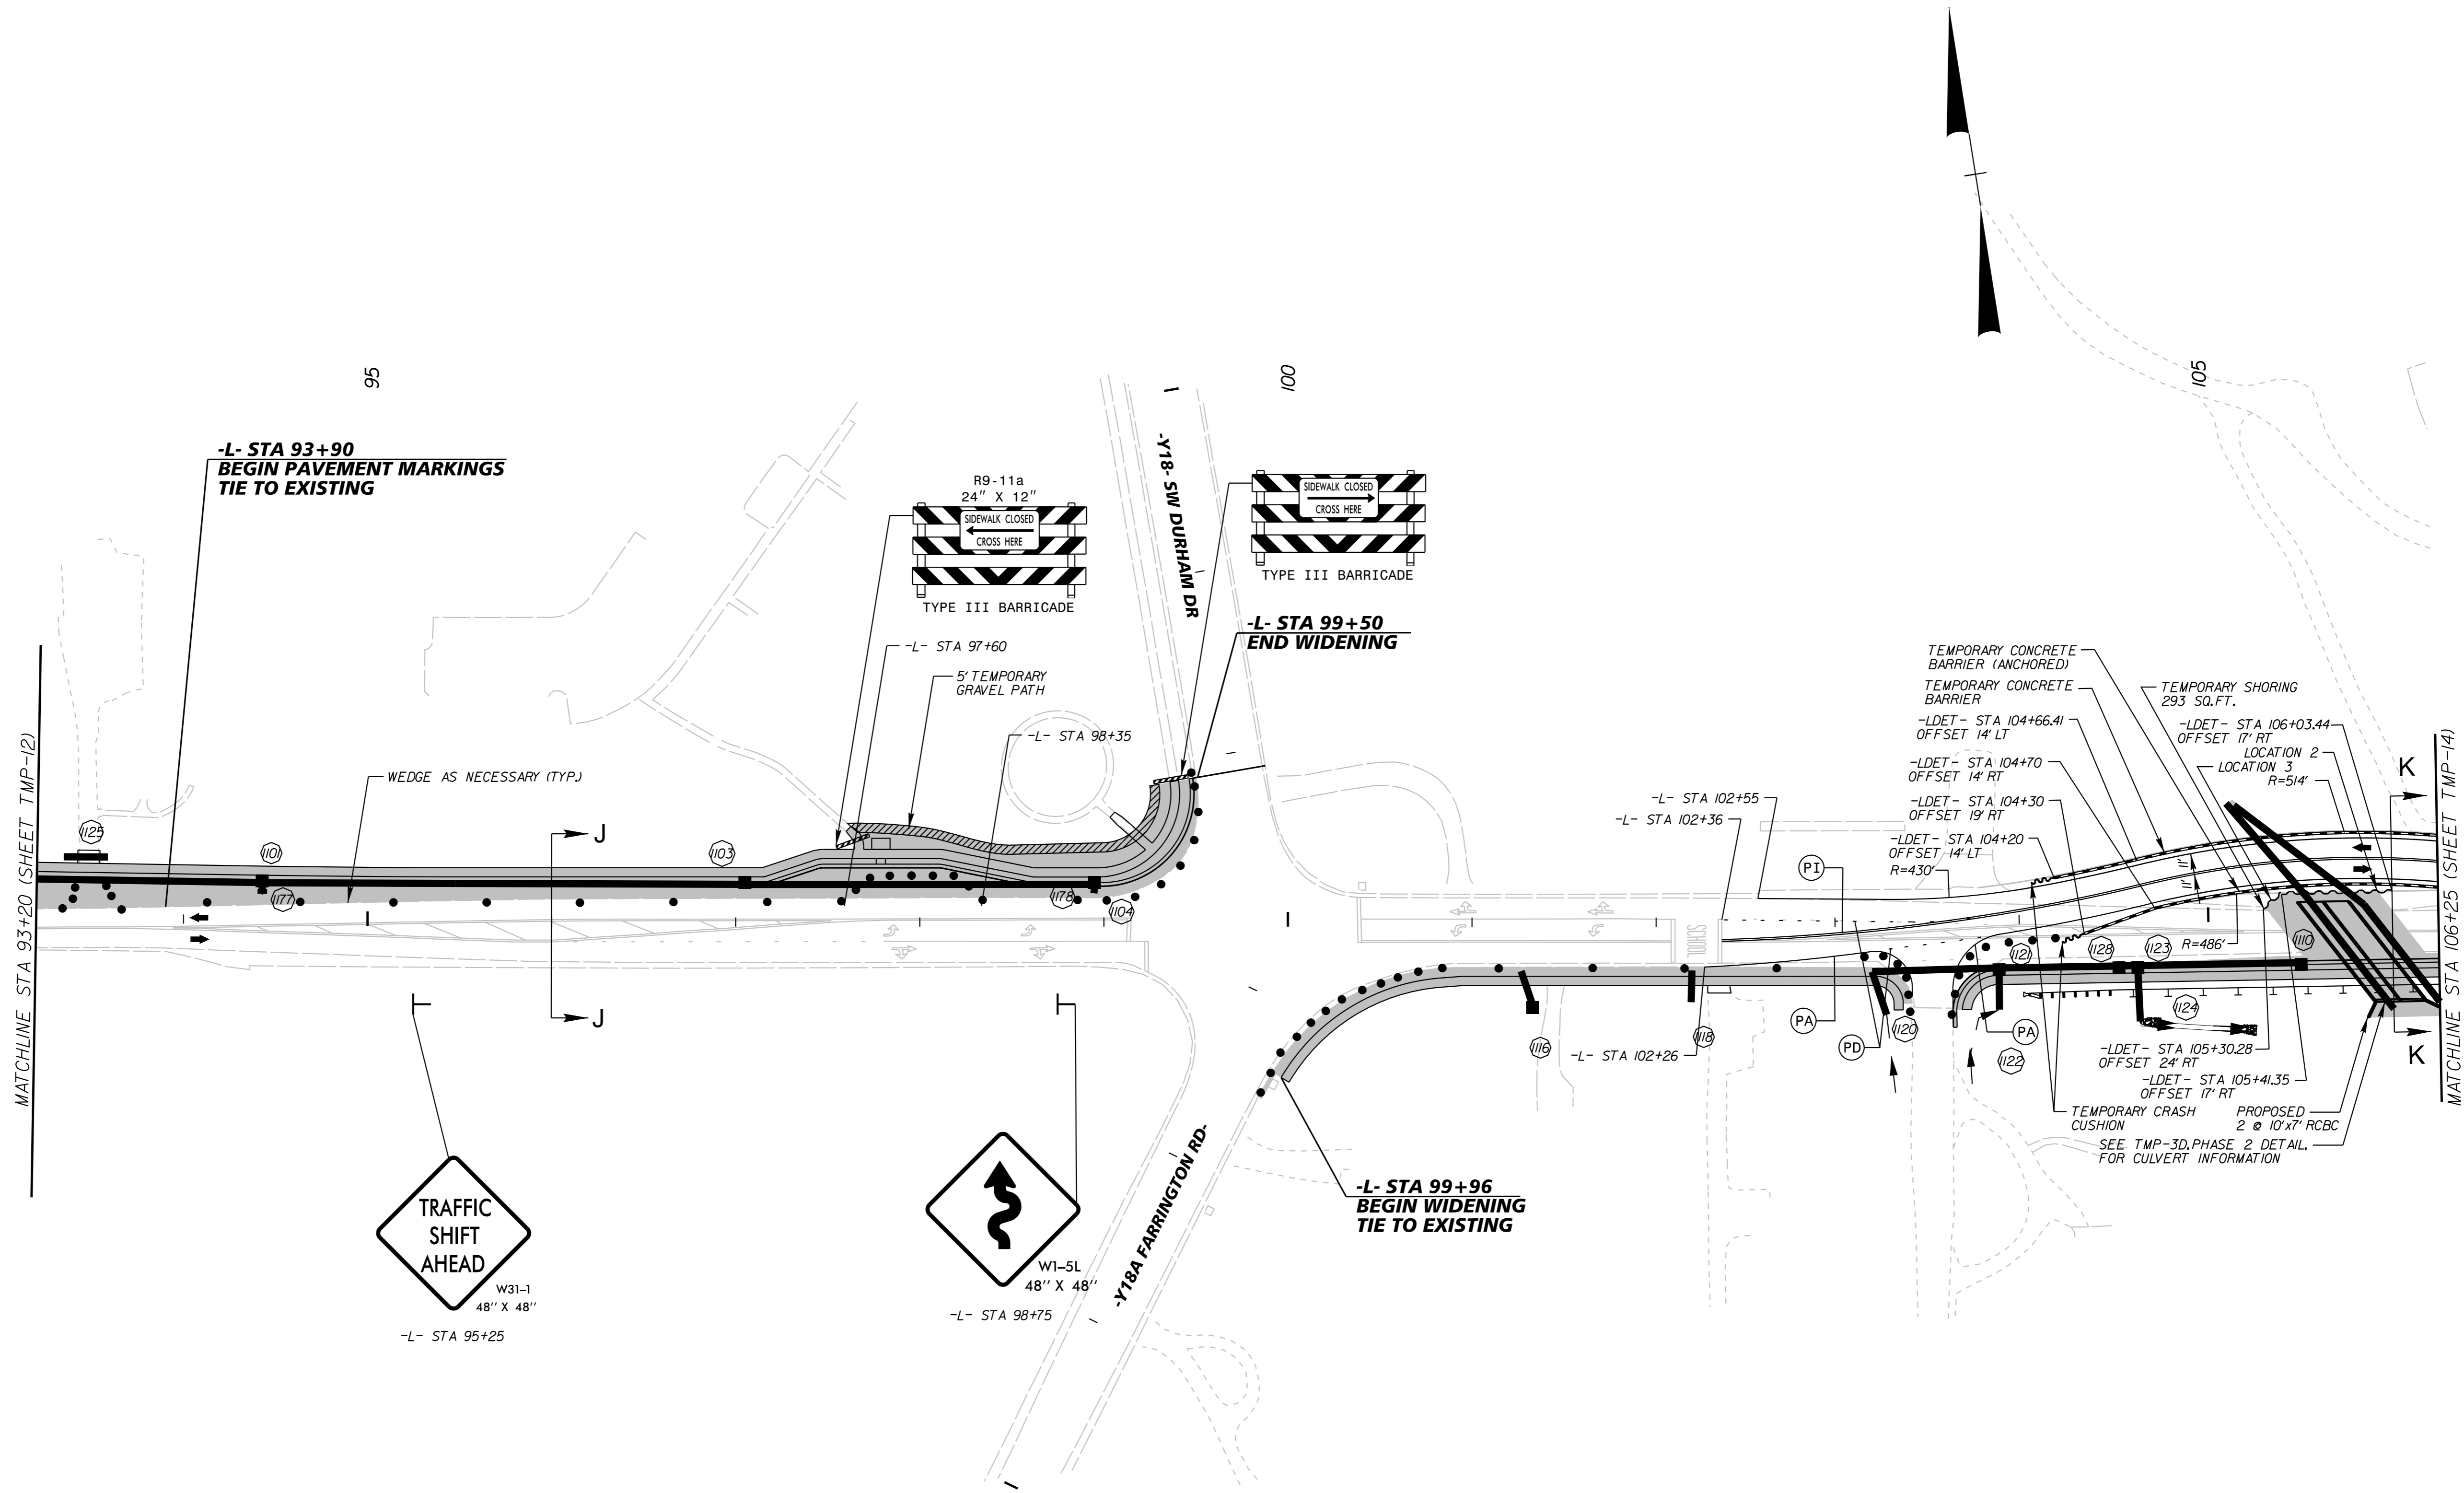 95
100
105
-L- STA 93+90
BEGIN PAVEMENT MARKINGS
TIE TO EXISTING
R9-11a
24" X 12"
SIDEWALK CLOSED
CROSS HERE
TYPE III BARRICADE
SIDEWALK CLOSED
CROSS HERE
TYPE III BARRICADE
-Y18- SW DURHAM DR
-L- STA 99+50
END WIDENING
-L- STA 97+60
5' TEMPORARY
GRAVEL PATH
-L- STA 98+35
WEDGE AS NECESSARY (TYP.)
MATCHLINE STA 93+20 (SHEET TMP-12)
1125
1101
1177
1103
1178
1104
J
J
TEMPORARY CONCRETE
BARRIER (ANCHORED)
TEMPORARY CONCRETE
BARRIER
-LDET- STA 104+66.41
OFFSET 14' LT
-LDET- STA 104+70
OFFSET 14' RT
-LDET- STA 104+30
OFFSET 19' RT
-LDET- STA 104+20
OFFSET 14' LT
R=430'
TEMPORARY SHORING
293 SQ.FT.
-LDET- STA 106+03.44
OFFSET 17' RT
LOCATION 2
LOCATION 3
R=514'
K
-L- STA 102+55
-L- STA 102+36
PI
11'
11'
SCHOOL
R=486'
1121
1128
1123
1110
1116
1118
1120
1122
1124
PA
PD
PA
-L- STA 102+26
-LDET- STA 105+30.28
OFFSET 24' RT
-LDET- STA 105+41.35
OFFSET 17' RT
K
TEMPORARY CRASH
CUSHION
PROPOSED
2 @ 10'x7' RCBC
SEE TMP-3D, PHASE 2 DETAIL,
FOR CULVERT INFORMATION
MATCHLINE STA 106+25 (SHEET TMP-14)
TRAFFIC
SHIFT
AHEAD
W31-1
48" X 48"
-L- STA 95+25
W1-5L
48" X 48"
-L- STA 98+75
-Y18A FARRINGTON RD-
-L- STA 99+96
BEGIN WIDENING
TIE TO EXISTING